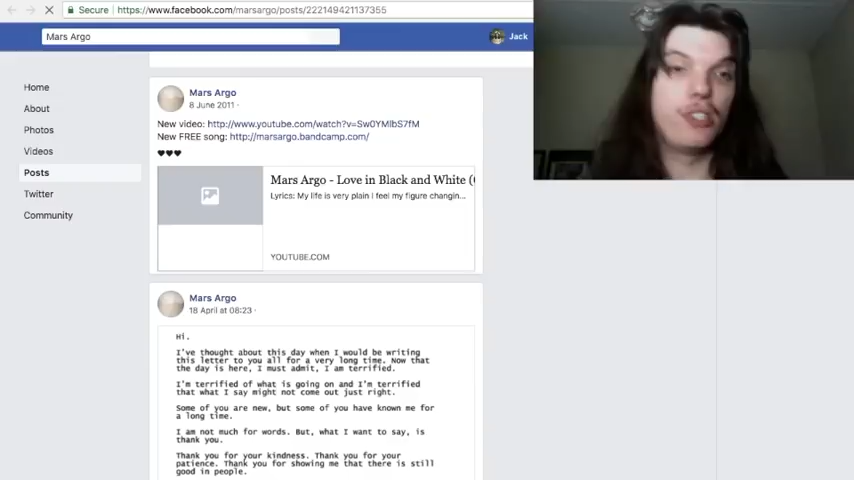 Secure https://www.facebook.com/marsargo/posts/222149421137355
Mars Argo
Jack
Home
About
Photos
Videos
Posts
Twitter
Community
Mars Argo
8 June 2011 ·
New video: http://www.youtube.com/watch?v=Sw0YMlbS7fM
New FREE song: http://marsargo.bandcamp.com/
♥♥♥
Mars Argo - Love in Black and White (
Lyrics: My life is very plain I feel my figure changin...
YOUTUBE.COM
Mars Argo
18 April at 08:23 ·
Hi.
I've thought about this day when I would be writing
this letter to you all for a very long time. Now that
the day is here, I must admit, I am terrified.
I'm terrified of what is going on and I'm terrified
that what I say might not come out just right.
Some of you are new, but some of you have known me for
a long time.
I am not much for words. But, what I want to say, is
thank you.
Thank you for your kindness. Thank you for your
patience. Thank you for showing me that there is still
good in people.